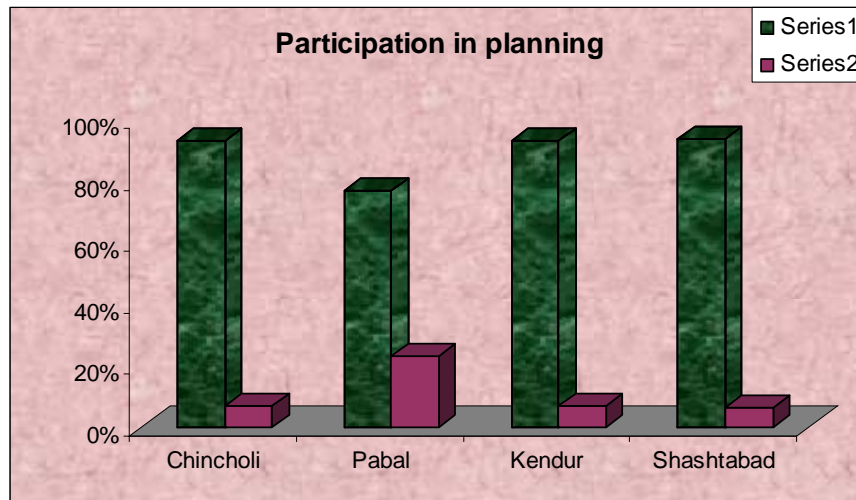 Participation in planning
Series1
Series2
100%
80%
60%
40%
20%
0%
Chincholi Pabal Kendur Shashtabad